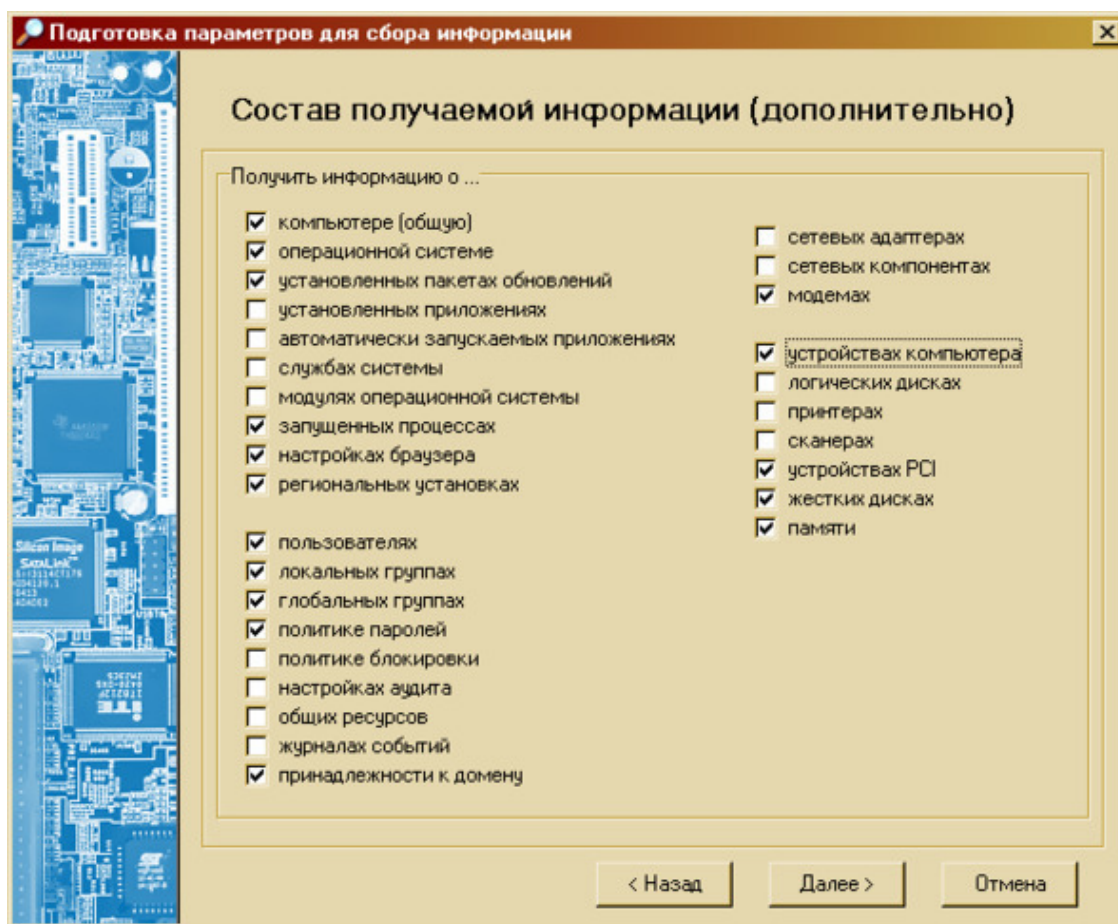 Подготовка параметров для сбора информации
Состав получаемой информации (дополнительно)
Получить информацию о ...
компьютере (общую)
операционной системе
установленных пакетах обновлений
установленных приложениях
автоматически запускаемых приложениях
службах системы
модулях операционной системы
запущенных процессах
настройках браузера
региональных установках
пользователях
локальных группах
глобальных группах
политике паролей
политике блокировки
настройках аудита
общих ресурсов
журналах событий
принадлежности к домену
сетевых адаптерах
сетевых компонентах
модемах
устройствах компьютера
логических дисках
принтерах
сканерах
устройствах PCI
жестких дисках
памяти
Silicon Image
SATALink
< Назад
Далее >
Отмена